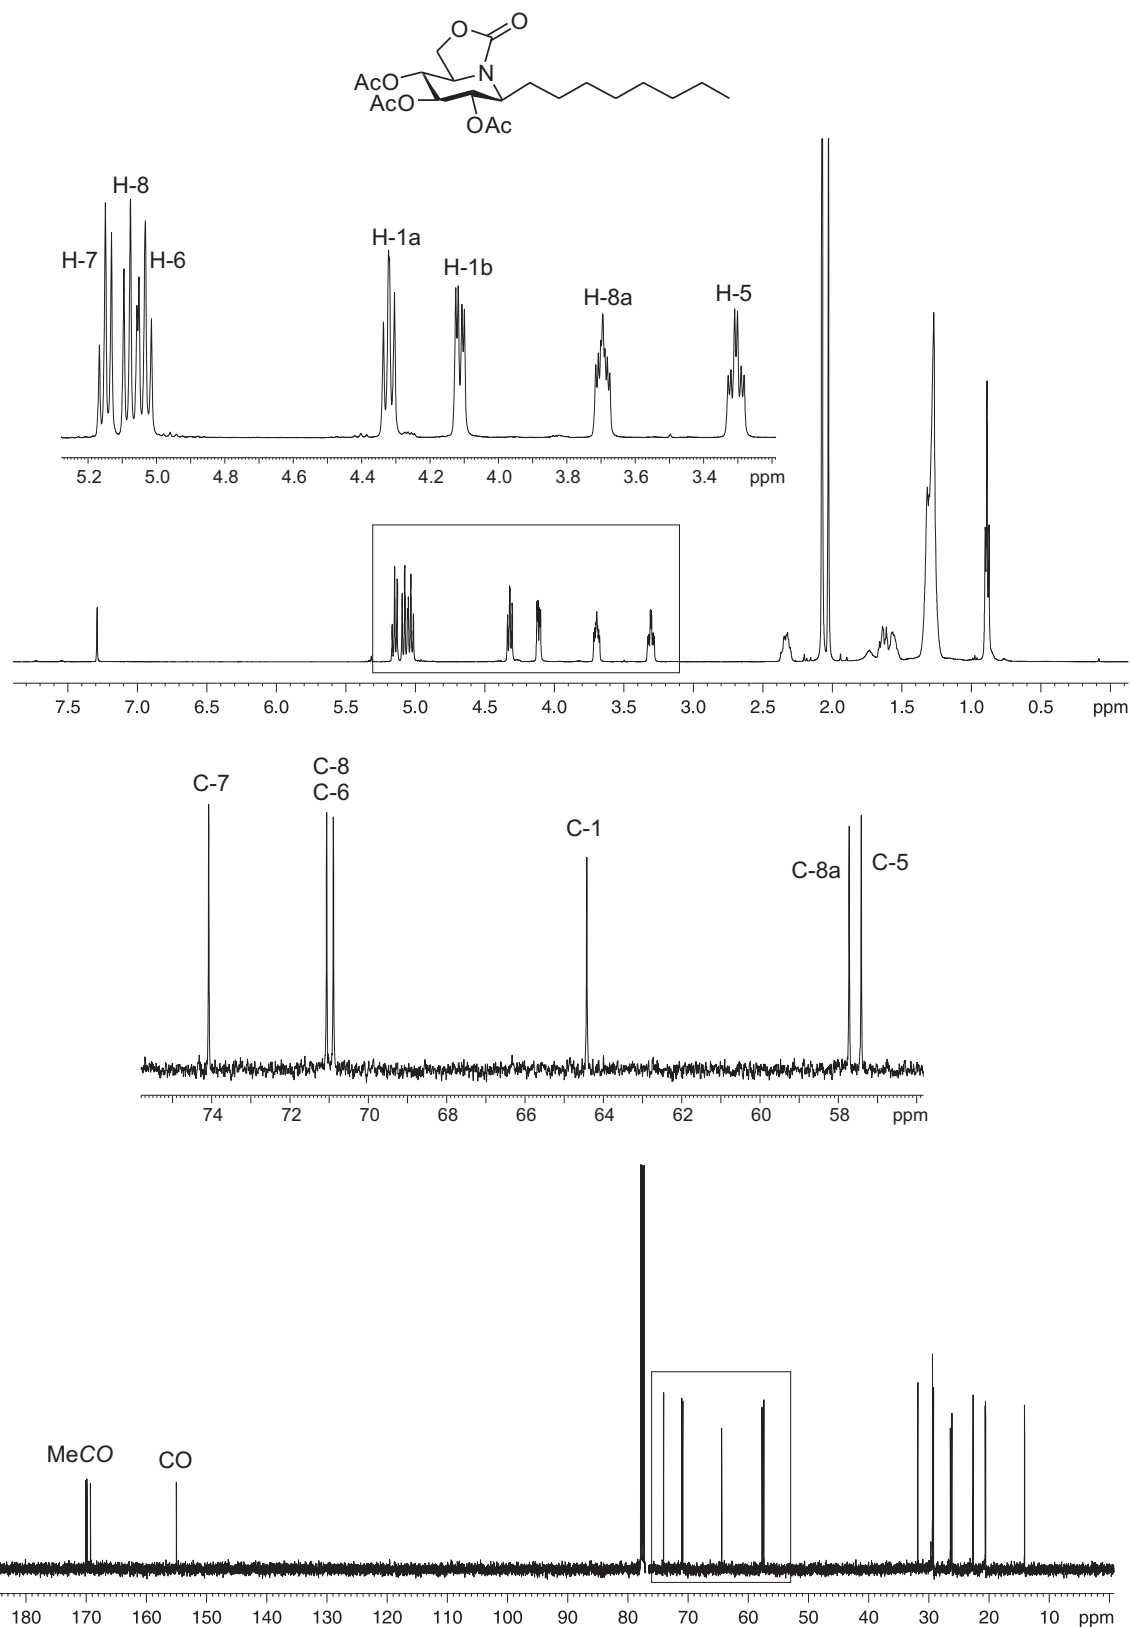 O
O
N
AcO
AcO
OAc
H-8
H-7
H-6
H-1a
H-1b
H-8a
H-5
5.2 5.0 4.8 4.6 4.4 4.2 4.0 3.8 3.6 3.4 ppm
7.5 7.0 6.5 6.0 5.5 5.0 4.5 4.0 3.5 3.0 2.5 2.0 1.5 1.0 0.5 ppm
C-7
C-8
C-6
C-1
C-8a
C-5
74 72 70 68 66 64 62 60 58 ppm
MeCO
CO
180 170 160 150 140 130 120 110 100 90 80 70 60 50 40 30 20 10 ppm